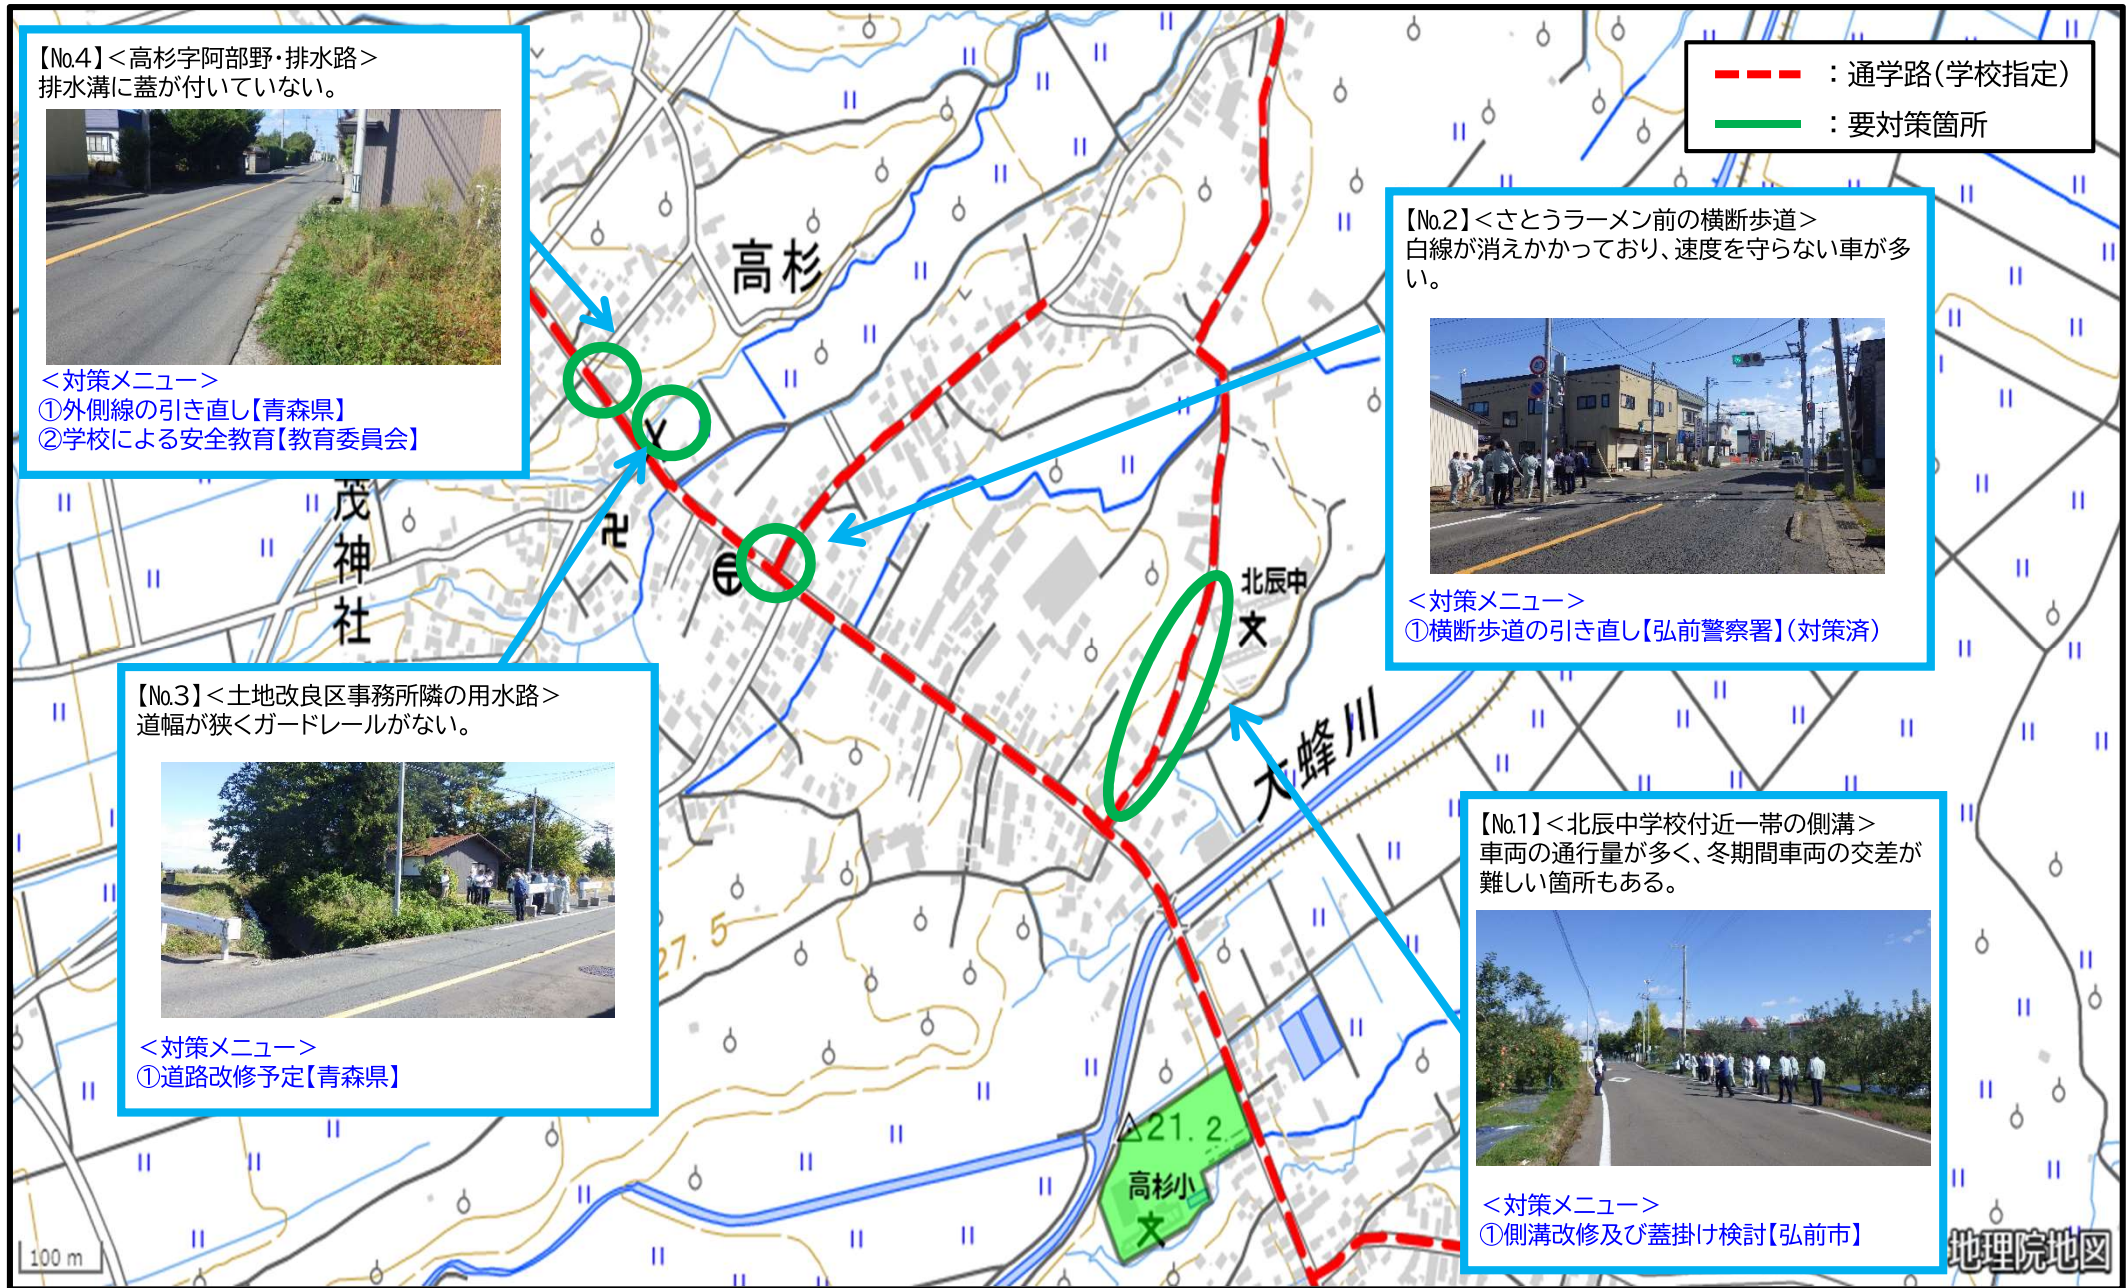 【No.4】<高杉字阿部野・排水路>
排水溝に蓋が付いていない。
<対策メニュー>
①外側線の引き直し【青森県】
②学校による安全教育【教育委員会】
：通学路（学校指定）
：要対策箇所
【No.2】<さとうラーメン前の横断歩道>
白線が消えかかっており、速度を守らない車が多
い。
<対策メニュー>
①横断歩道の引き直し【弘前警察署】（対策済）
高杉
茂神社
北辰中
大蜂川
【No.3】<土地改良区事務所隣の用水路>
道幅が狭くガードレールがない。
<対策メニュー>
①道路改修予定【青森県】
27.5
【No.1】<北辰中学校付近一帯の側溝>
車両の通行量が多く、冬期間車両の交差が
難しい箇所もある。
<対策メニュー>
①側溝改修及び蓋掛け検討【弘前市】
21.2
高杉小
100 m
地理院地図